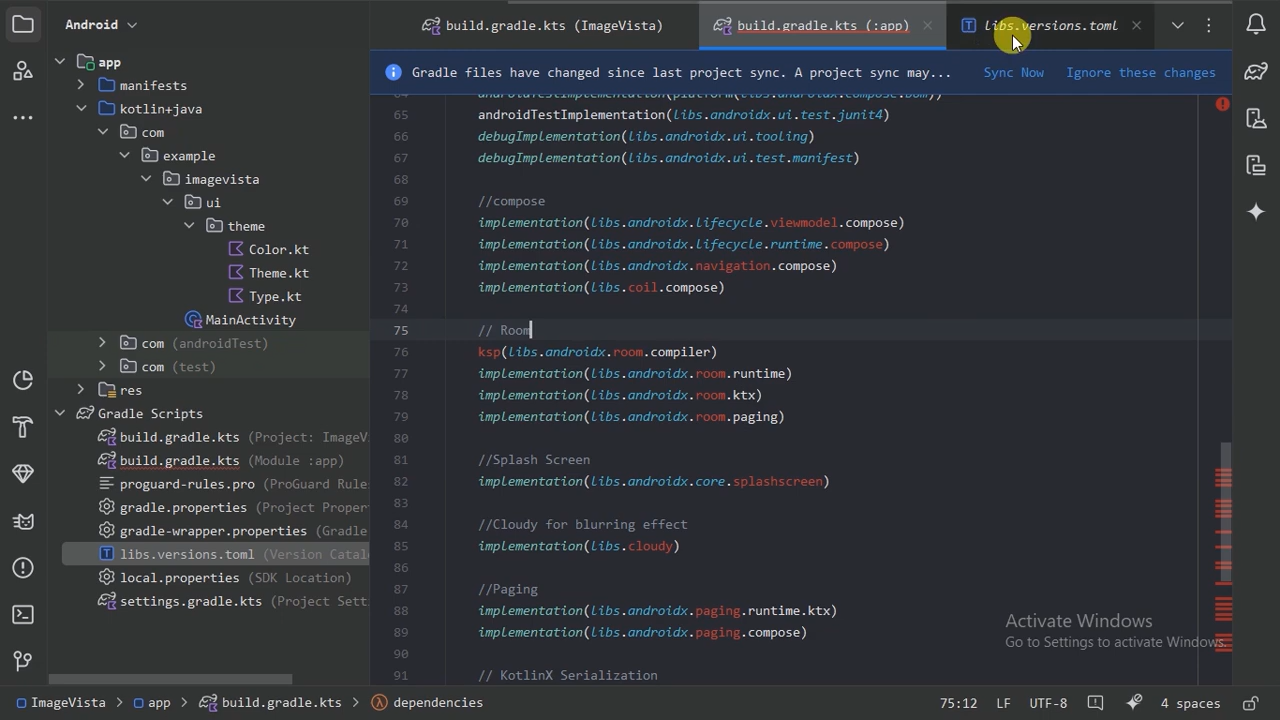 Android
build.gradle.kts (ImageVista)
build.gradle.kts (:app)
libs.versions.toml
Gradle files have changed since last project sync. A project sync may...
Sync Now
Ignore these changes
app
manifests
kotlin+java
com
example
imagevista
ui
theme
Color.kt
Theme.kt
Type.kt
MainActivity
com (androidTest)
com (test)
res
Gradle Scripts
build.gradle.kts (Project: ImageVi
build.gradle.kts (Module :app)
proguard-rules.pro (ProGuard Rule
gradle.properties (Project Proper
gradle-wrapper.properties (Gradle
libs.versions.toml (Version Catal
local.properties (SDK Location)
settings.gradle.kts (Project Sett
64 androidTestImplementation(platform(libs.androidx.compose.bom))
65 androidTestImplementation(libs.androidx.ui.test.junit4)
66 debugImplementation(libs.androidx.ui.tooling)
67 debugImplementation(libs.androidx.ui.test.manifest)
68
69 //compose
70 implementation(libs.androidx.lifecycle.viewmodel.compose)
71 implementation(libs.androidx.lifecycle.runtime.compose)
72 implementation(libs.androidx.navigation.compose)
73 implementation(libs.coil.compose)
74
75 // Room
76 ksp(libs.androidx.room.compiler)
77 implementation(libs.androidx.room.runtime)
78 implementation(libs.androidx.room.ktx)
79 implementation(libs.androidx.room.paging)
80
81 //Splash Screen
82 implementation(libs.androidx.core.splashscreen)
83
84 //Cloudy for blurring effect
85 implementation(libs.cloudy)
86
87 //Paging
88 implementation(libs.androidx.paging.runtime.ktx)
89 implementation(libs.androidx.paging.compose)
90
91 // KotlinX Serialization
Activate Windows
Go to Settings to activate Windows.
ImageVista
app
build.gradle.kts
dependencies
75:12
LF
UTF-8
4 spaces